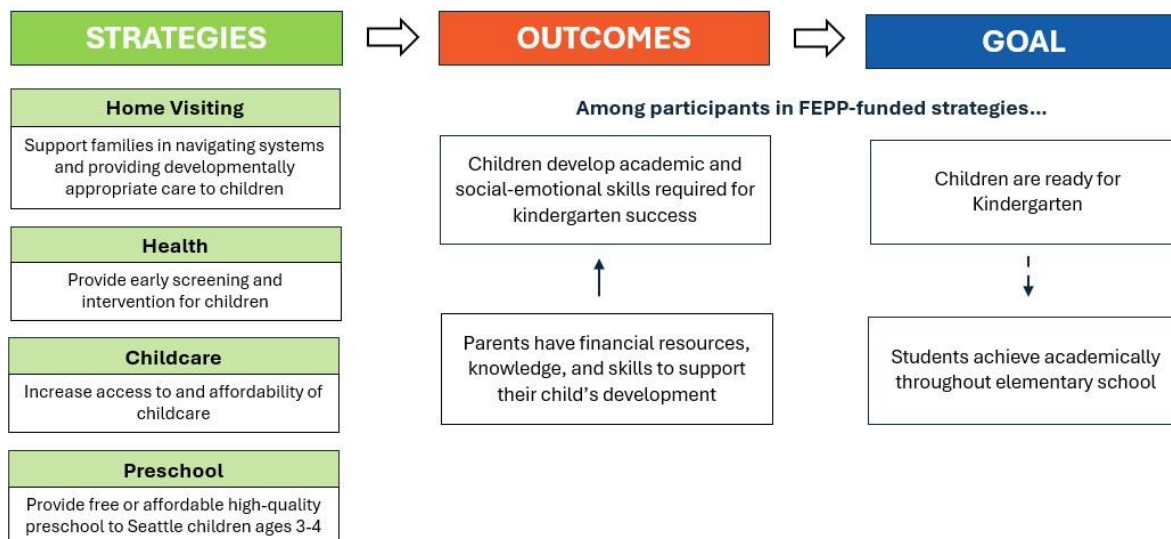 STRATEGIES
OUTCOMES
GOAL
Home Visiting
Support families in navigating systems
and providing developmentally
appropriate care to children
Health
Provide early screening and
intervention for children
Childcare
Increase access to and affordability of
childcare
Preschool
Provide free or affordable high-quality
preschool to Seattle children ages 3-4
Among participants in FEPP-funded strategies...
Children develop academic and
social-emotional skills required for
kindergarten success
Parents have financial resources,
knowledge, and skills to support
their child's development
Children are ready for
Kindergarten
Students achieve academically
throughout elementary school